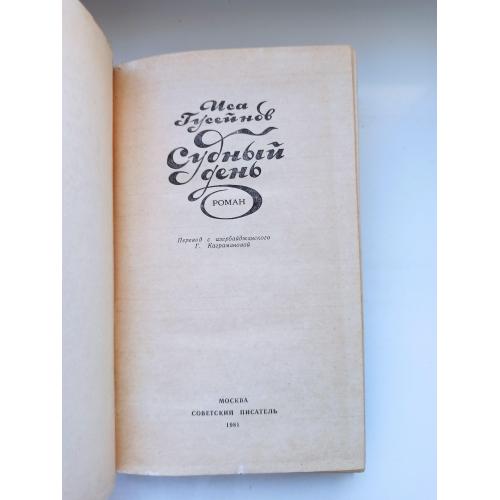 Иса
Гусейнов
Судный
день
РОМАН
Перевод с азербайджанского
Г. Каграмановой
МОСКВА
СОВЕТСКИЙ ПИСАТЕЛЬ
1981